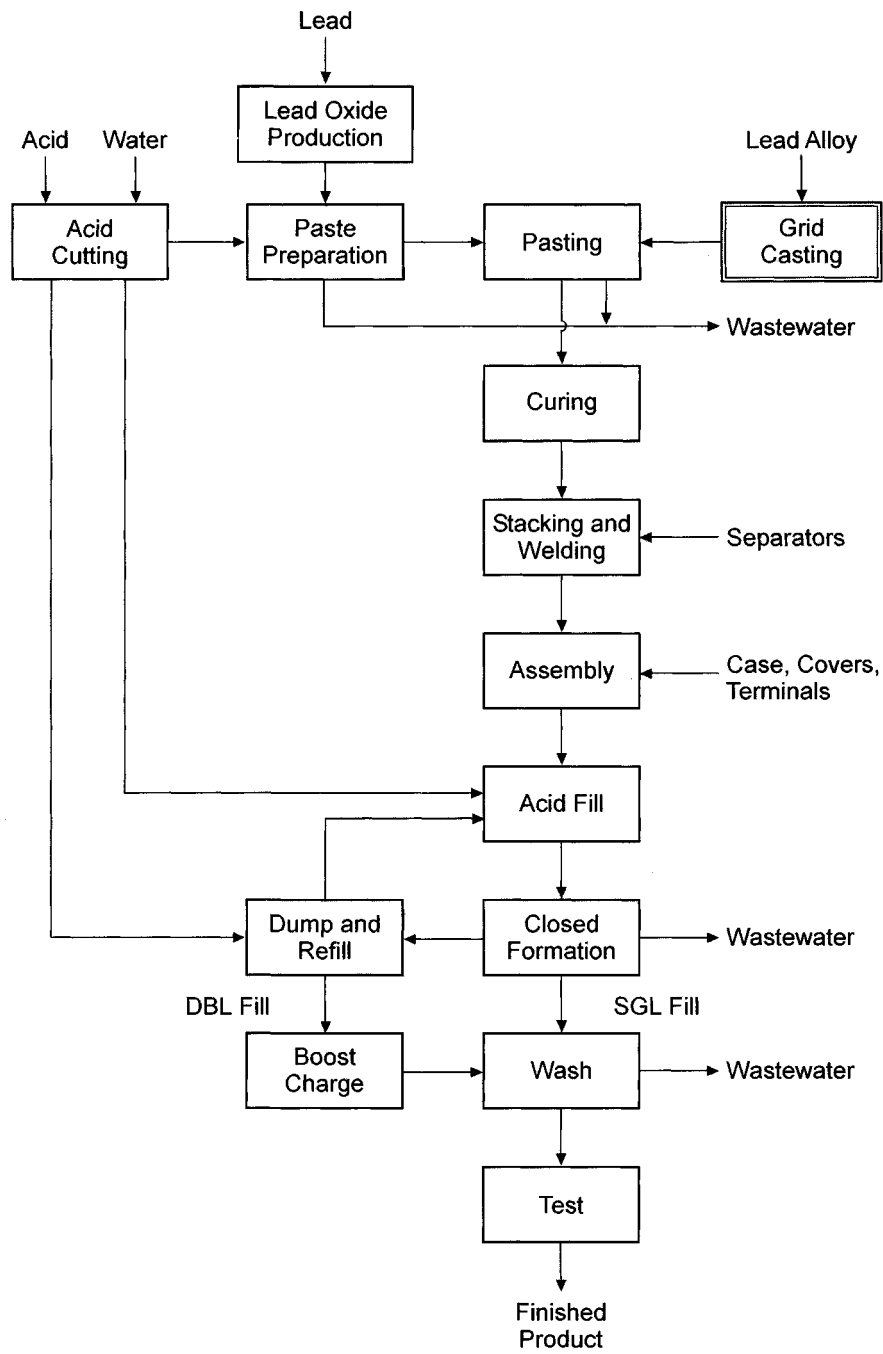 Lead
Lead Oxide
Production
Acid
Water
Lead Alloy
Acid
Cutting
Paste
Preparation
Pasting
Grid
Casting
Wastewater
Curing
Stacking and
Welding
Separators
Assembly
Case, Covers,
Terminals
Acid Fill
Dump and
Refill
Closed
Formation
Wastewater
DBL Fill
SGL Fill
Boost
Charge
Wash
Wastewater
Test
Finished
Product